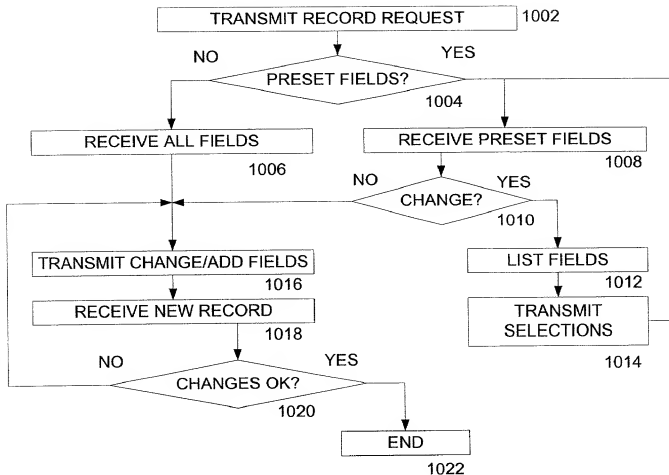 TRANSMIT RECORD REQUEST
1002
NO
YES
PRESET FIELDS?
1004
RECEIVE ALL FIELDS
1006
RECEIVE PRESET FIELDS
1008
NO
YES
CHANGE?
1010
TRANSMIT CHANGE/ADD FIELDS
1016
LIST FIELDS
1012
RECEIVE NEW RECORD
1018
TRANSMIT
SELECTIONS
1014
NO
YES
CHANGES OK?
1020
END
1022